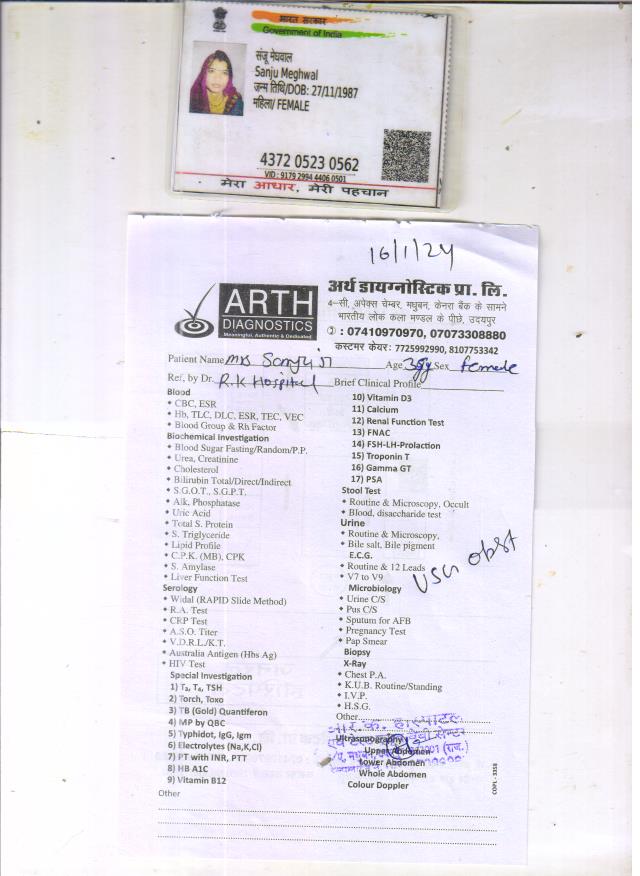 भारत सरकार
Government of India
संजू मेघवाल
Sanju Meghwal
जन्म तिथि/DOB: 27/11/1987
महिला/ FEMALE
4372 0523 0562
VID : 9179 2994 4406 0501
मेरा आधार, मेरी पहचान
16/1/24
ARTH
DIAGNOSTICS
Meaningful, Authentic & Dedicated
अर्थ डायग्नोस्टिक प्रा. लि.
4-सी, अपेक्स चेम्बर, मधुबन, केनरा बैंक के सामने
भारतीय लोक कला मण्डल के पीछे, उदयपुर
: 07410970970, 07073308880
कस्टमर केयर: 7725992990, 8107753342
Patient Name Mrs Sanju ji Age Sex female
Ref, by Dr. R.K Hospital Brief Clinical Profile
Blood
CBC, ESR
Hb, TLC, DLC, ESR, TEC, VEC
Blood Group & Rh Factor
Biochemical Investigation
Blood Sugar Fasting/Random/P.P.
Urea, Creatinine
Cholesterol
Bilirubin Total/Direct/Indirect
S.G.O.T., S.G.P.T.
Alk, Phosphatase
Uric Acid
Total S. Protein
S. Triglyceride
Lipid Profile
C.P.K. (MB), CPK
S. Amylase
Liver Function Test
Serology
Widal (RAPID Slide Method)
R.A. Test
CRP Test
A.S.O. Titer
V.D.R.L./K.T.
Australia Antigen (Hbs Ag)
HIV Test
Special Investigation
1) T₃, T₄, TSH
2) Torch, Toxo
3) TB (Gold) Quantiferon
4) MP by QBC
5) Typhidot, IgG, Igm
6) Electrolytes (Na,K,Cl)
7) PT with INR, PTT
8) HB A1C
9) Vitamin B12
10) Vitamin D3
11) Calcium
12) Renal Function Test
13) FNAC
14) FSH-LH-Prolaction
15) Troponin T
16) Gamma GT
17) PSA
Stool Test
Routine & Microscopy, Occult
Blood, disaccharide test
Urine
Routine & Microscopy,
Bile salt, Bile pigment
E.C.G.
Routine & 12 Leads
V7 to V9
USG obst
Microbiology
Urine C/S
Pus C/S
Sputum for AFB
Pregnancy Test
Pap Smear
Biopsy
X-Ray
Chest P.A.
K.U.B. Routine/Standing
I.V.P.
H.S.G.
Other
आर.के. हॉस्पीटल
Ultrasonography
Upper Abdomen
Lower Abdomen
Whole Abdomen
Colour Doppler
COPL - 3358
Other